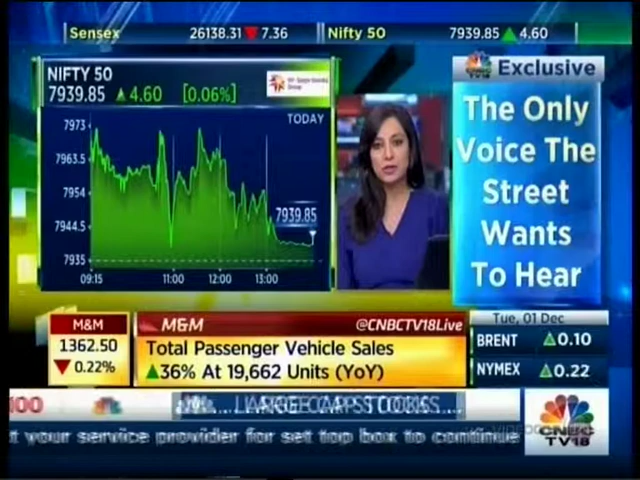 Sensex 26138.31 ▼ 7.36 Nifty 50 7939.85 ▲ 4.60
NIFTY 50
7939.85 ▲ 4.60 [0.06%]
TODAY
7973
7963.5
7954
7944.5
7935
7939.85
09:15 11:00 12:00 13:00
Exclusive
The Only
Voice The
Street
Wants
To Hear
M&M
1362.50
▼ 0.22%
M&M @CNBCTV18Live
Total Passenger Vehicle Sales
▲36% At 19,662 Units (YoY)
Tue, 01 Dec
BRENT ▲0.10
NYMEX ▲0.22
CNBC
TV18
your service provider for set top box to continue